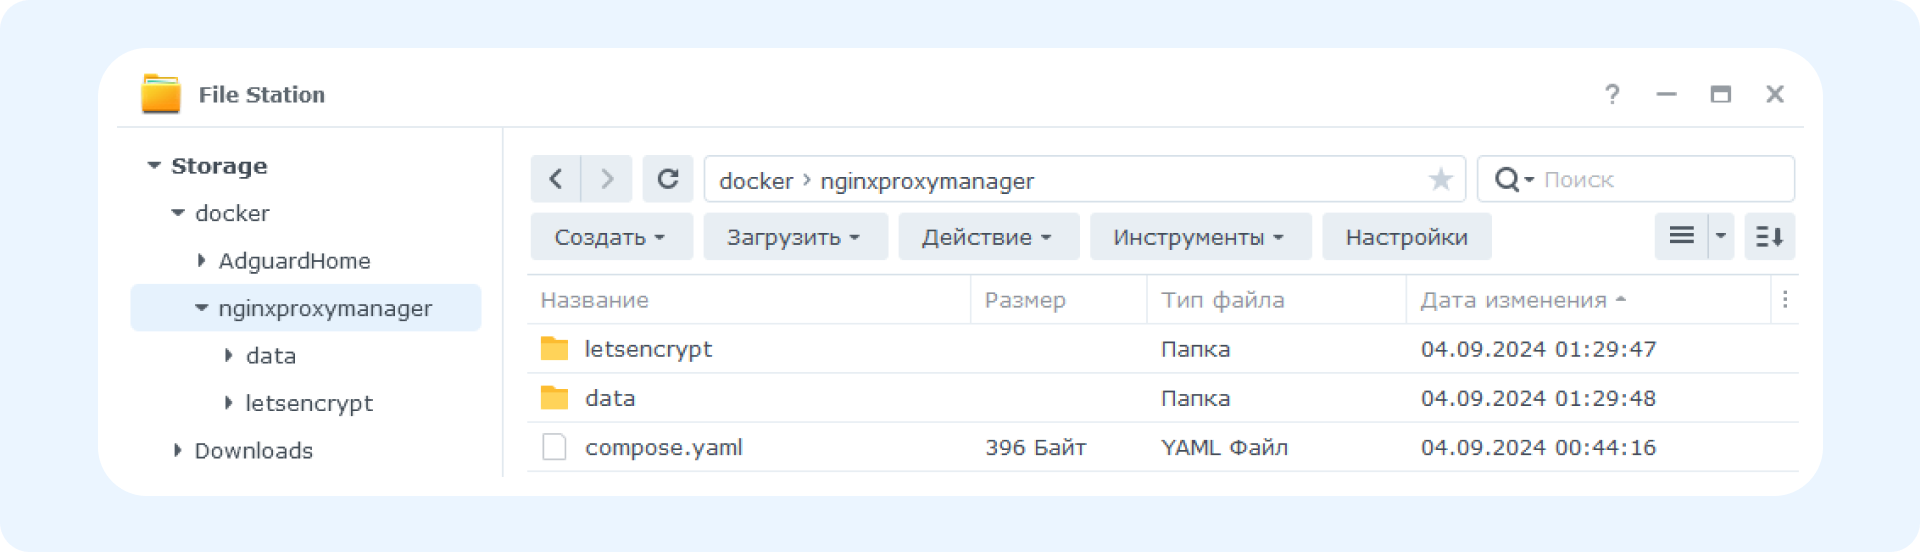 File Station
?
Storage
docker
AdguardHome
nginxproxymanager
data
letsencrypt
Downloads
docker > nginxproxymanager
Поиск
Создать Загрузить Действие Инструменты Настройки
Название Размер Тип файла Дата изменения
letsencrypt Папка 04.09.2024 01:29:47
data Папка 04.09.2024 01:29:48
compose.yaml 396 Байт YAML Файл 04.09.2024 00:44:16